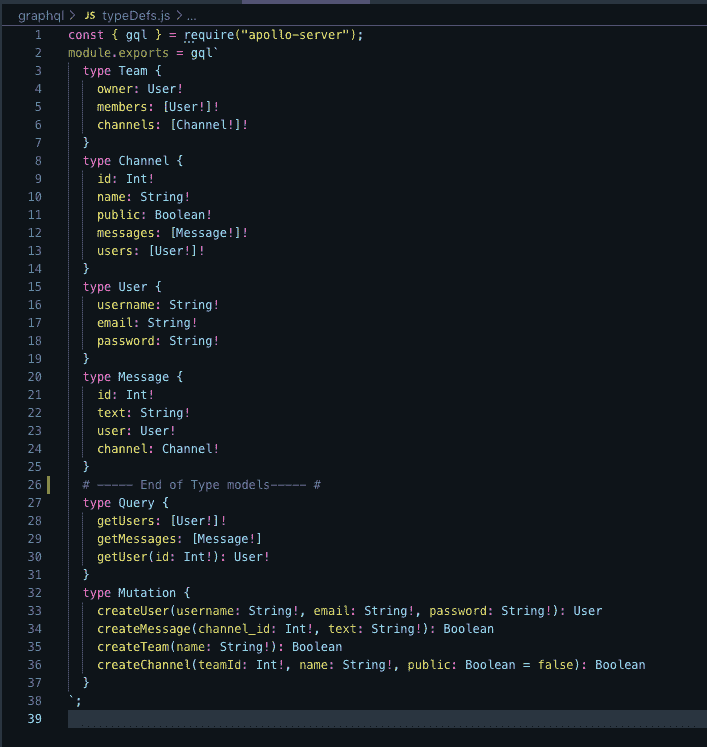 graphql > JS typeDefs.js > ...
1 const { gql } = require("apollo-server");
2 module.exports = gql`
3 type Team {
4 owner: User!
5 members: [User!]!
6 channels: [Channel!]!
7 }
8 type Channel {
9 id: Int!
10 name: String!
11 public: Boolean!
12 messages: [Message!]!
13 users: [User!]!
14 }
15 type User {
16 username: String!
17 email: String!
18 password: String!
19 }
20 type Message {
21 id: Int!
22 text: String!
23 user: User!
24 channel: Channel!
25 }
26 # ----- End of Type models----- #
27 type Query {
28 getUsers: [User!]!
29 getMessages: [Message!]
30 getUser(id: Int!): User!
31 }
32 type Mutation {
33 createUser(username: String!, email: String!, password: String!): User
34 createMessage(channel_id: Int!, text: String!): Boolean
35 createTeam(name: String!): Boolean
36 createChannel(teamId: Int!, name: String!, public: Boolean = false): Boolean
37 }
38 `;
39